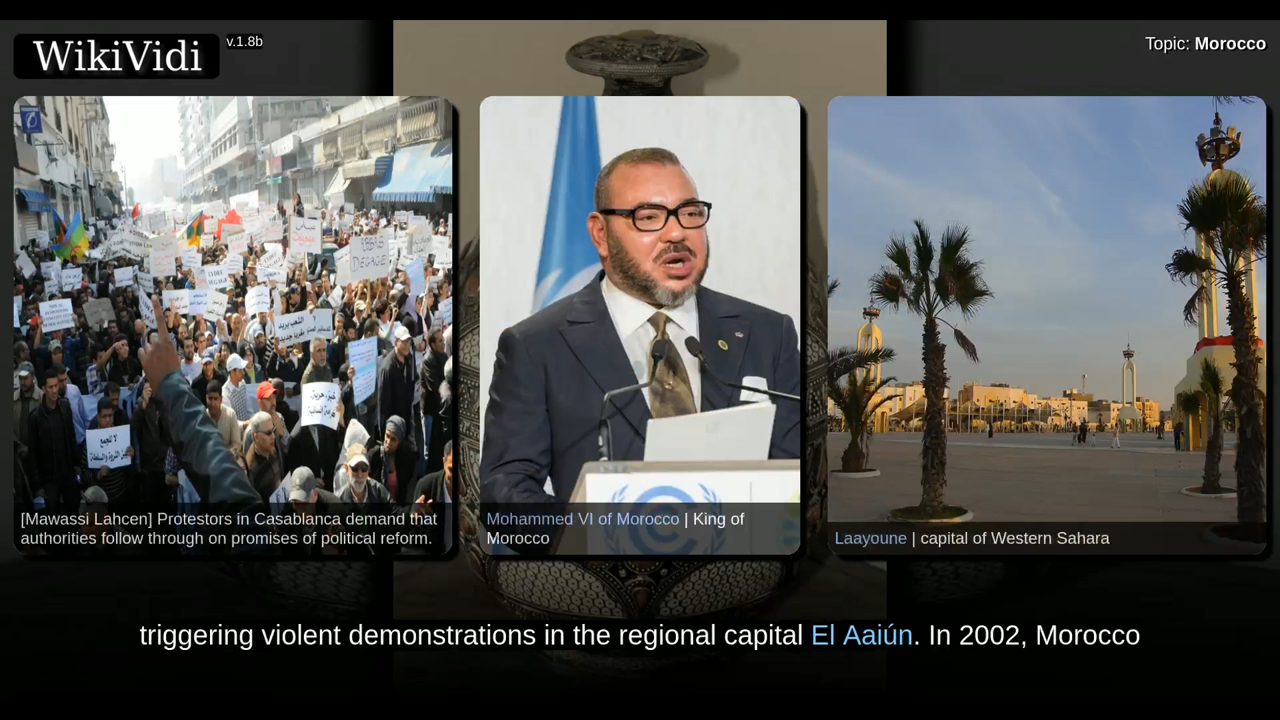 WikiVidi
v.1.8b
Topic: Morocco
DEGAGE
[Mawassi Lahcen] Protestors in Casablanca demand that
authorities follow through on promises of political reform.
Mohammed VI of Morocco | King of
Morocco
Laayoune | capital of Western Sahara
triggering violent demonstrations in the regional capital El Aaiún. In 2002, Morocco